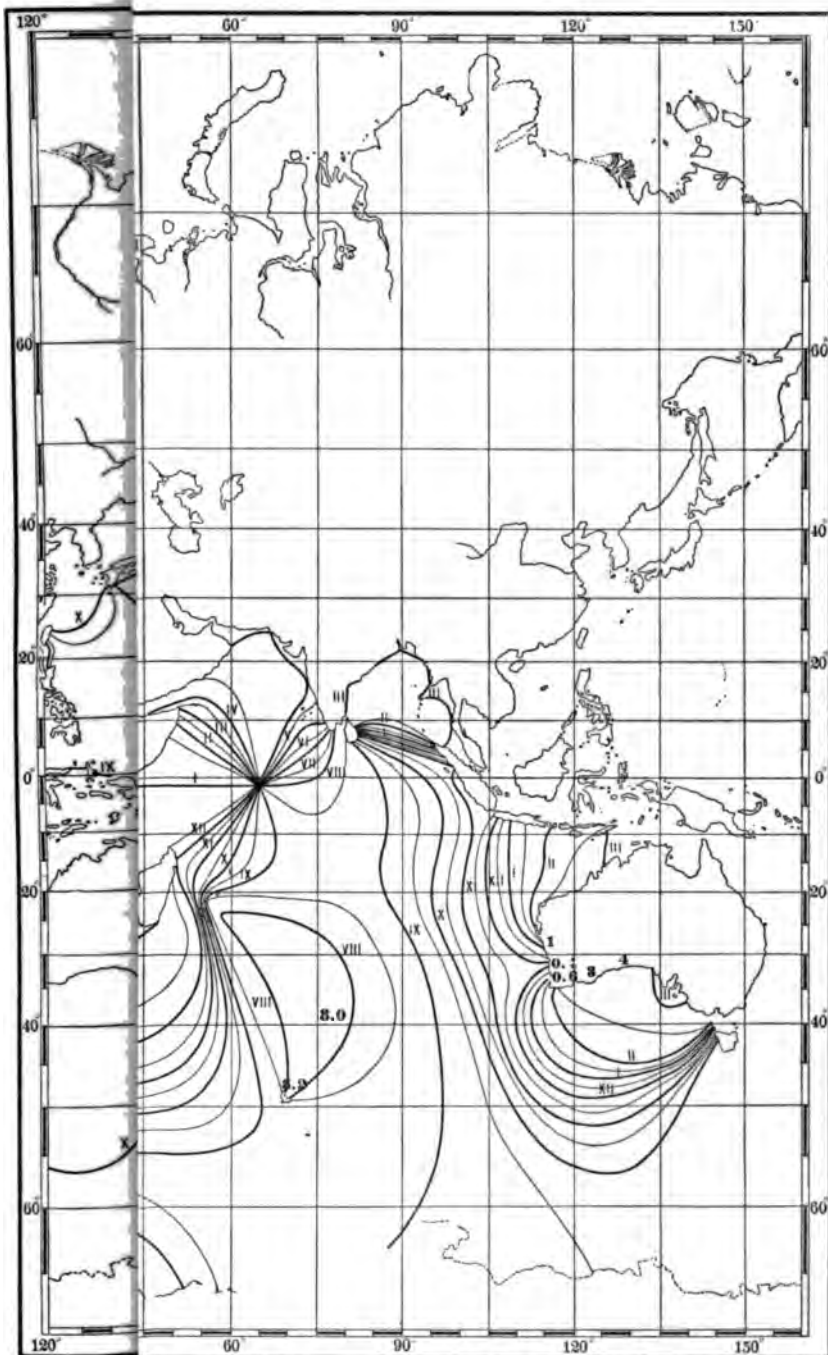 120° 60° 90° 120° 150°
60° 60°
40° 40°
X
20° 20°
III II III
IV
III
II V VI
I I
IX VII VIII
0° 0°
XII
XI
X
IX
XI XII I II III
20° 20°
VIII IX X
1
0.
0.6 3 4
VIII 8.0 III
40° 40°
II
I
XII
X
60° 60°
120° 60° 90° 120° 150°